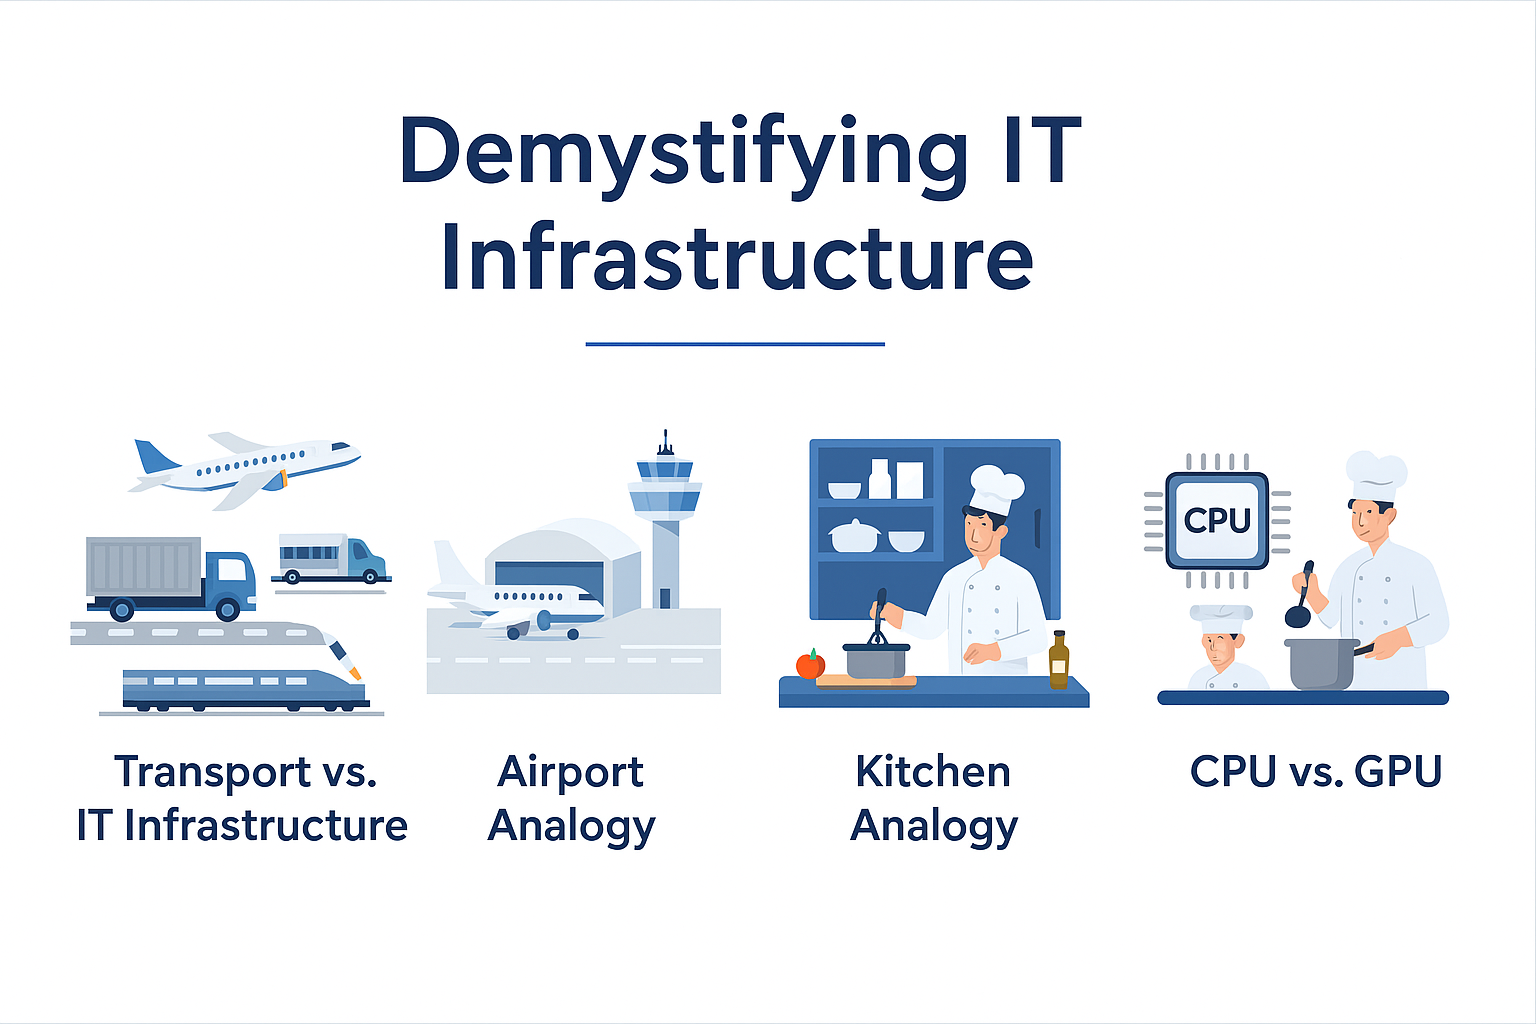 Demystifying IT
Infrastructure
CPU
Transport vs.
IT Infrastructure
Airport
Analogy
Kitchen
Analogy
CPU vs. GPU